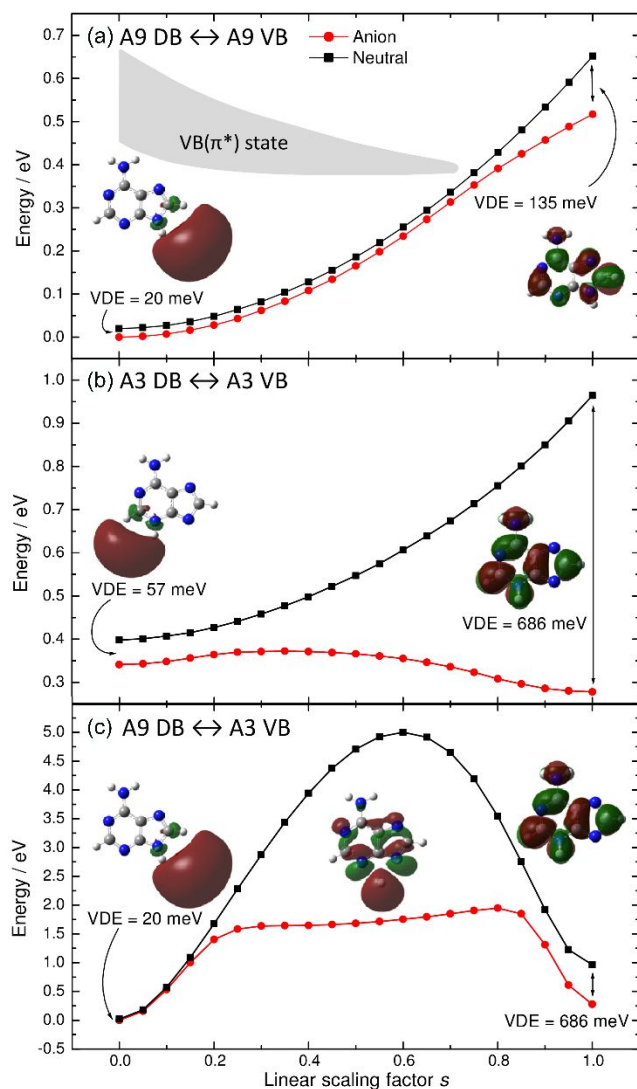 (a) A9 DB ↔ A9 VB
Anion
Neutral
VB(π*) state
VDE = 20 meV
VDE = 135 meV
Energy / eV
0.7
0.6
0.5
0.4
0.3
0.2
0.1
0.0
(b) A3 DB ↔ A3 VB
VDE = 57 meV
VDE = 686 meV
Energy / eV
1.0
0.9
0.8
0.7
0.6
0.5
0.4
0.3
(c) A9 DB ↔ A3 VB
VDE = 20 meV
VDE = 686 meV
Energy / eV
5.0
4.5
4.0
3.5
3.0
2.5
2.0
1.5
1.0
0.5
0.0
-0.5
0.0 0.2 0.4 0.6 0.8 1.0
Linear scaling factor s